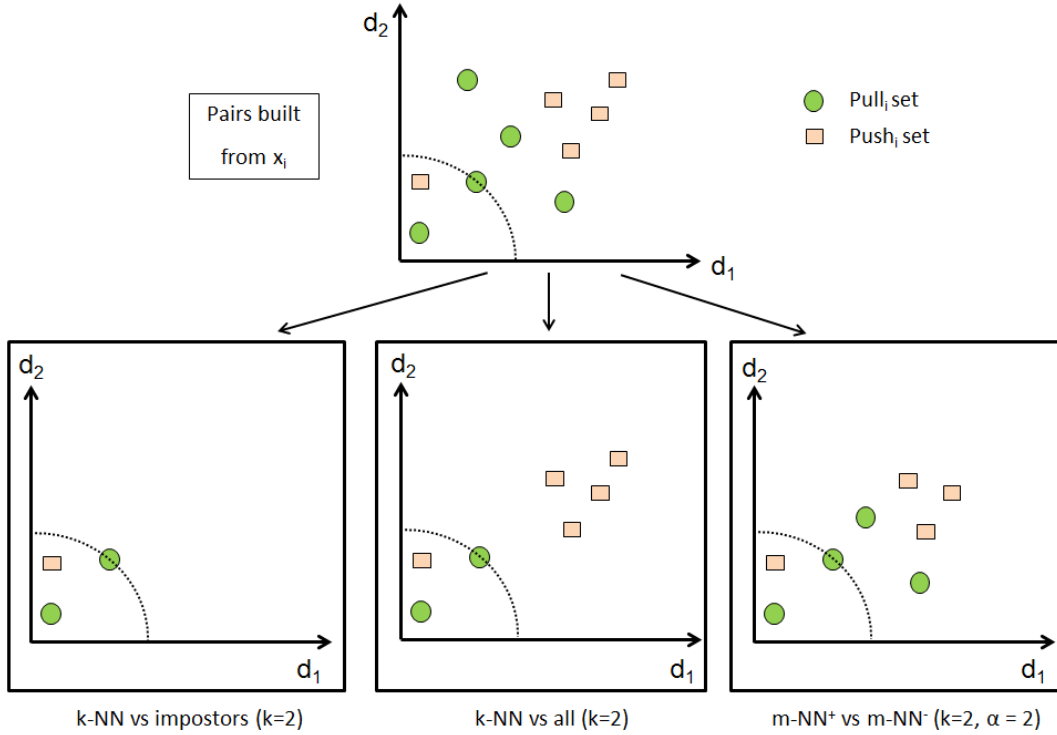 d₂
Pairs built
from xᵢ
Pullᵢ set
Pushᵢ set
d₁
d₂
d₁
d₂
d₁
d₂
d₁
k-NN vs impostors (k=2)
k-NN vs all (k=2)
m-NN⁺ vs m-NN⁻ (k=2, α = 2)